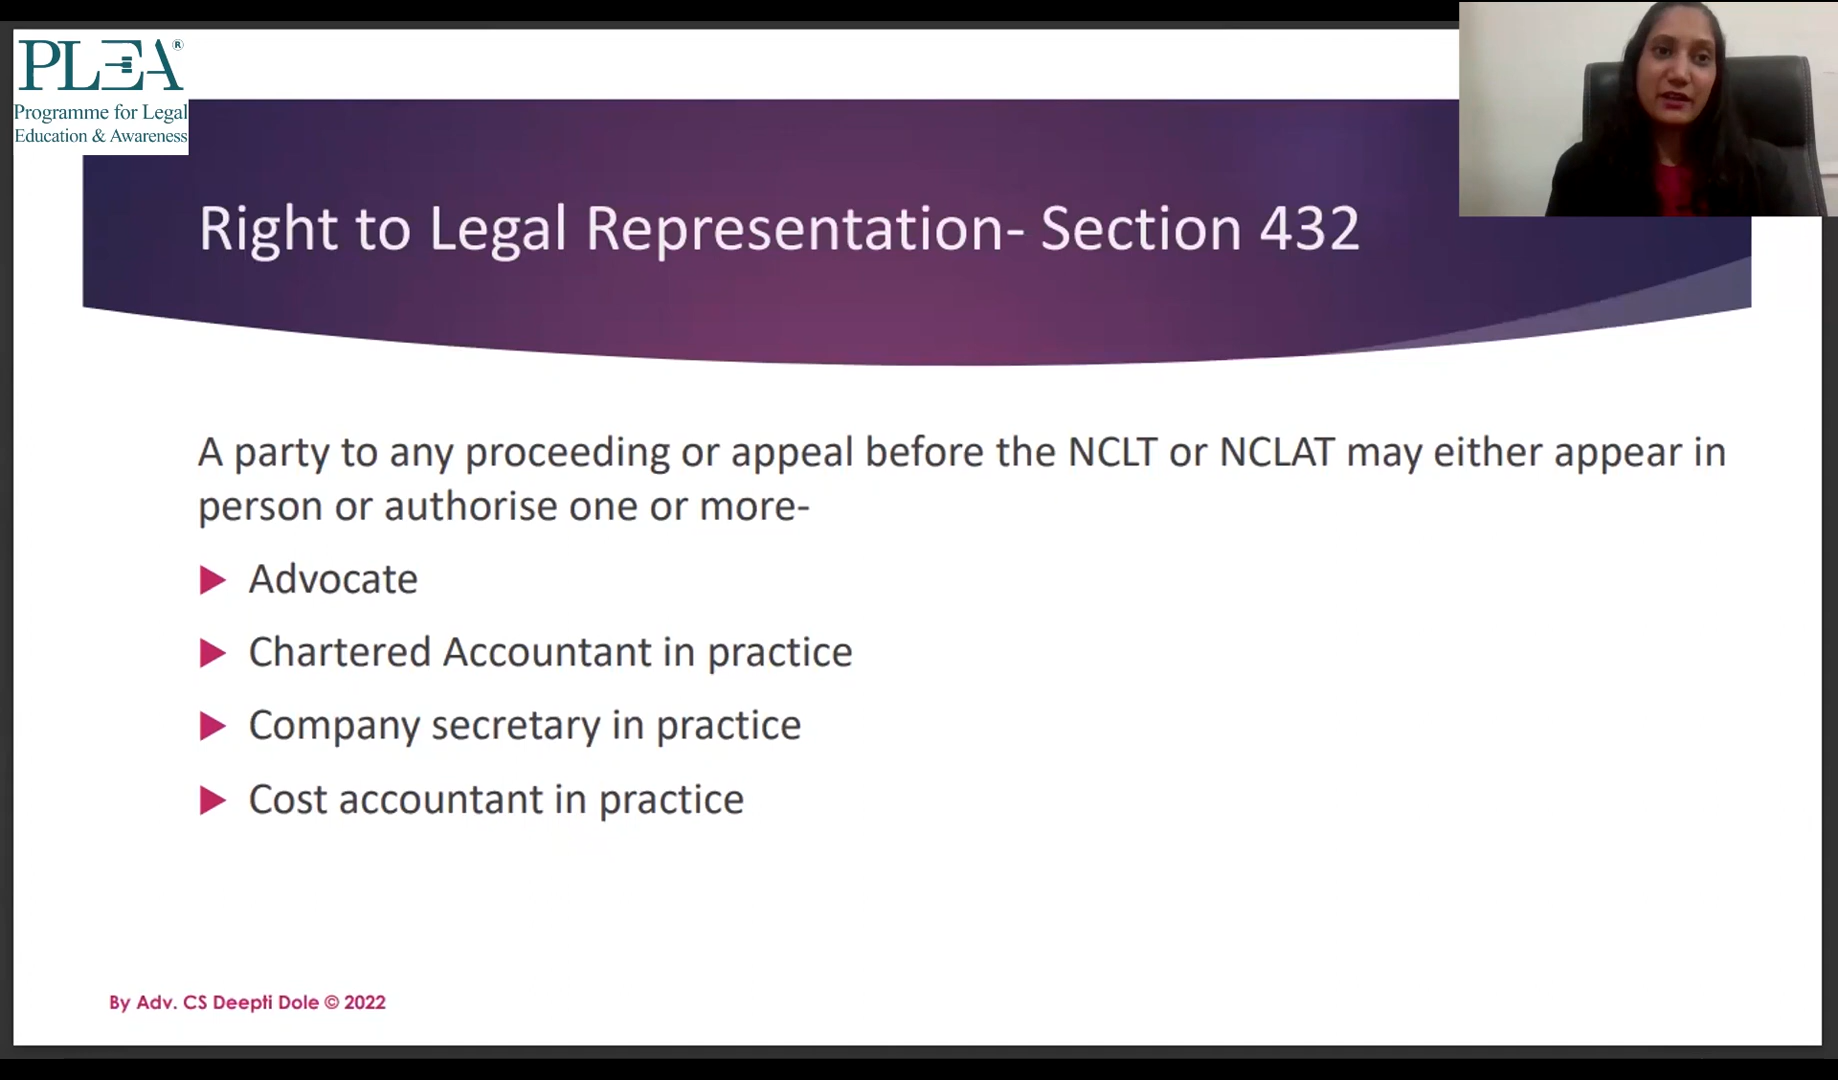 PLEA®
Programme for Legal
Education & Awareness
Right to Legal Representation- Section 432
A party to any proceeding or appeal before the NCLT or NCLAT may either appear in
person or authorise one or more-
Advocate
Chartered Accountant in practice
Company secretary in practice
Cost accountant in practice
By Adv. CS Deepti Dole © 2022